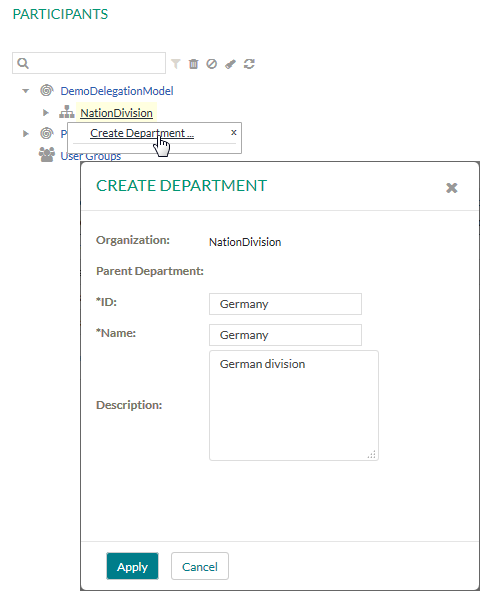 PARTICIPANTS
DemoDelegationModel
NationDivision
P
Create Department ... x
User Groups
CREATE DEPARTMENT
Organization: NationDivision
Parent Department:
*ID: Germany
*Name: Germany
German division
Description:
Apply Cancel